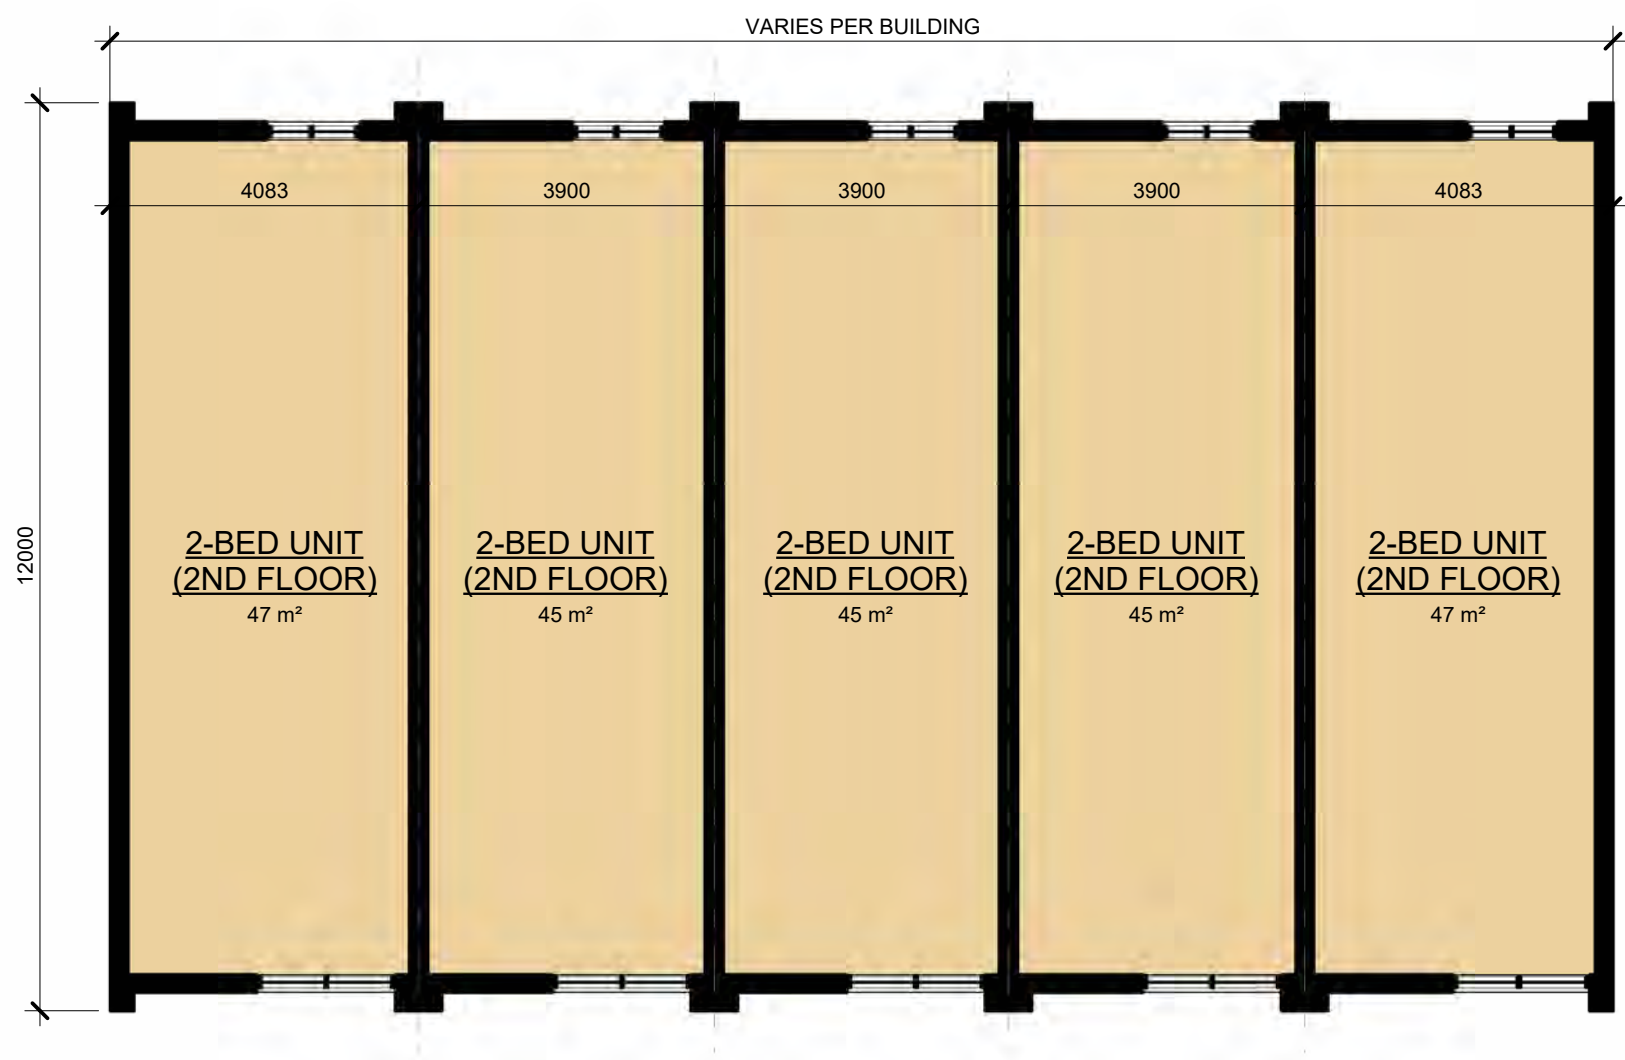 VARIES PER BUILDING
4083
3900
3900
3900
4083
12000
2-BED UNIT
(2ND FLOOR)
47 m²
2-BED UNIT
(2ND FLOOR)
45 m²
2-BED UNIT
(2ND FLOOR)
45 m²
2-BED UNIT
(2ND FLOOR)
45 m²
2-BED UNIT
(2ND FLOOR)
47 m²